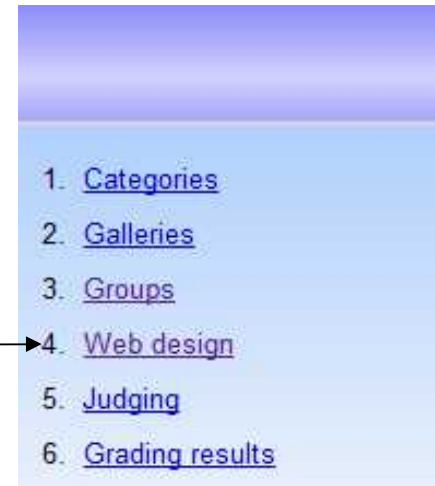 1. Categories
2. Galleries
3. Groups
4. Web design
5. Judging
6. Grading results